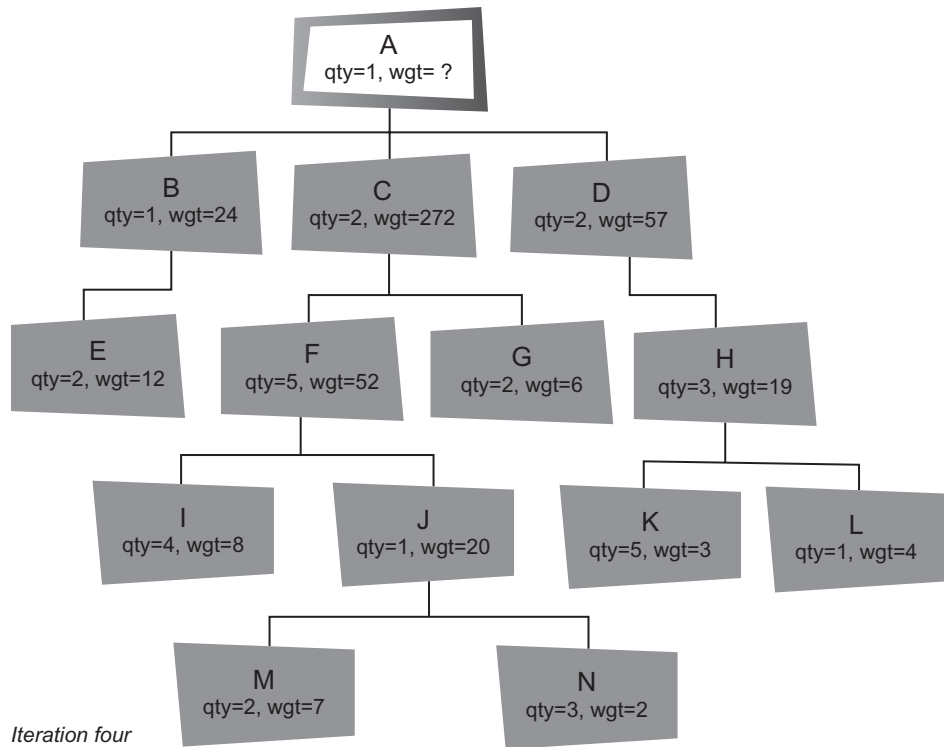 A
qty=1, wgt= ?
B
qty=1, wgt=24
C
qty=2, wgt=272
D
qty=2, wgt=57
E
qty=2, wgt=12
F
qty=5, wgt=52
G
qty=2, wgt=6
H
qty=3, wgt=19
I
qty=4, wgt=8
J
qty=1, wgt=20
K
qty=5, wgt=3
L
qty=1, wgt=4
M
qty=2, wgt=7
N
qty=3, wgt=2
Iteration four